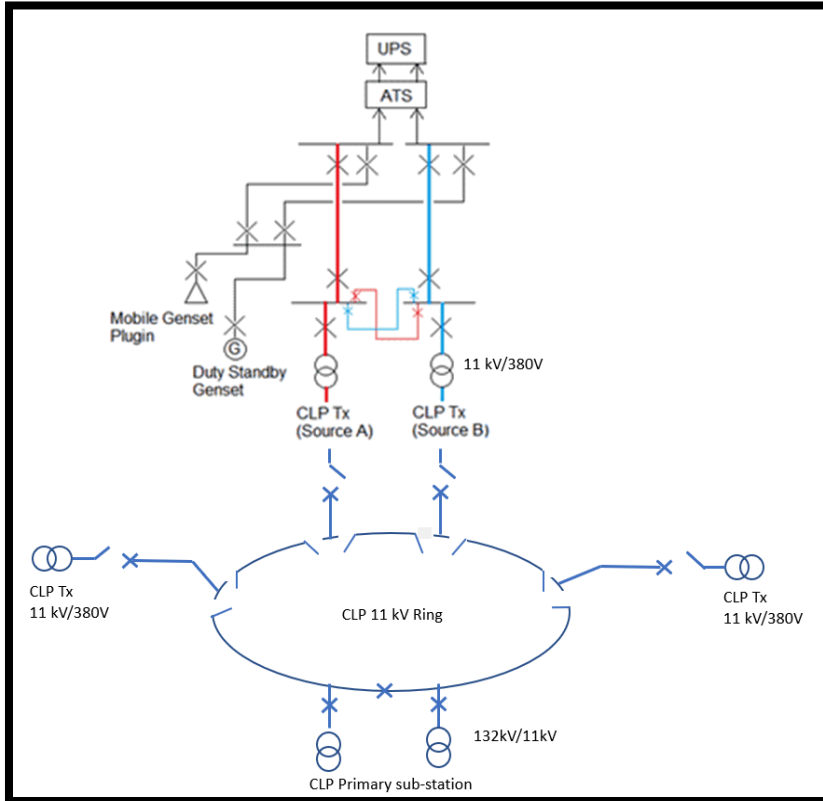 UPS
ATS
Mobile Genset
Plugin
G
Duty Standby
Genset
11 kV/380V
CLP Tx
(Source A)
CLP Tx
(Source B)
CLP Tx
11 kV/380V
CLP 11 kV Ring
CLP Tx
11 kV/380V
132kV/11kV
CLP Primary sub-station